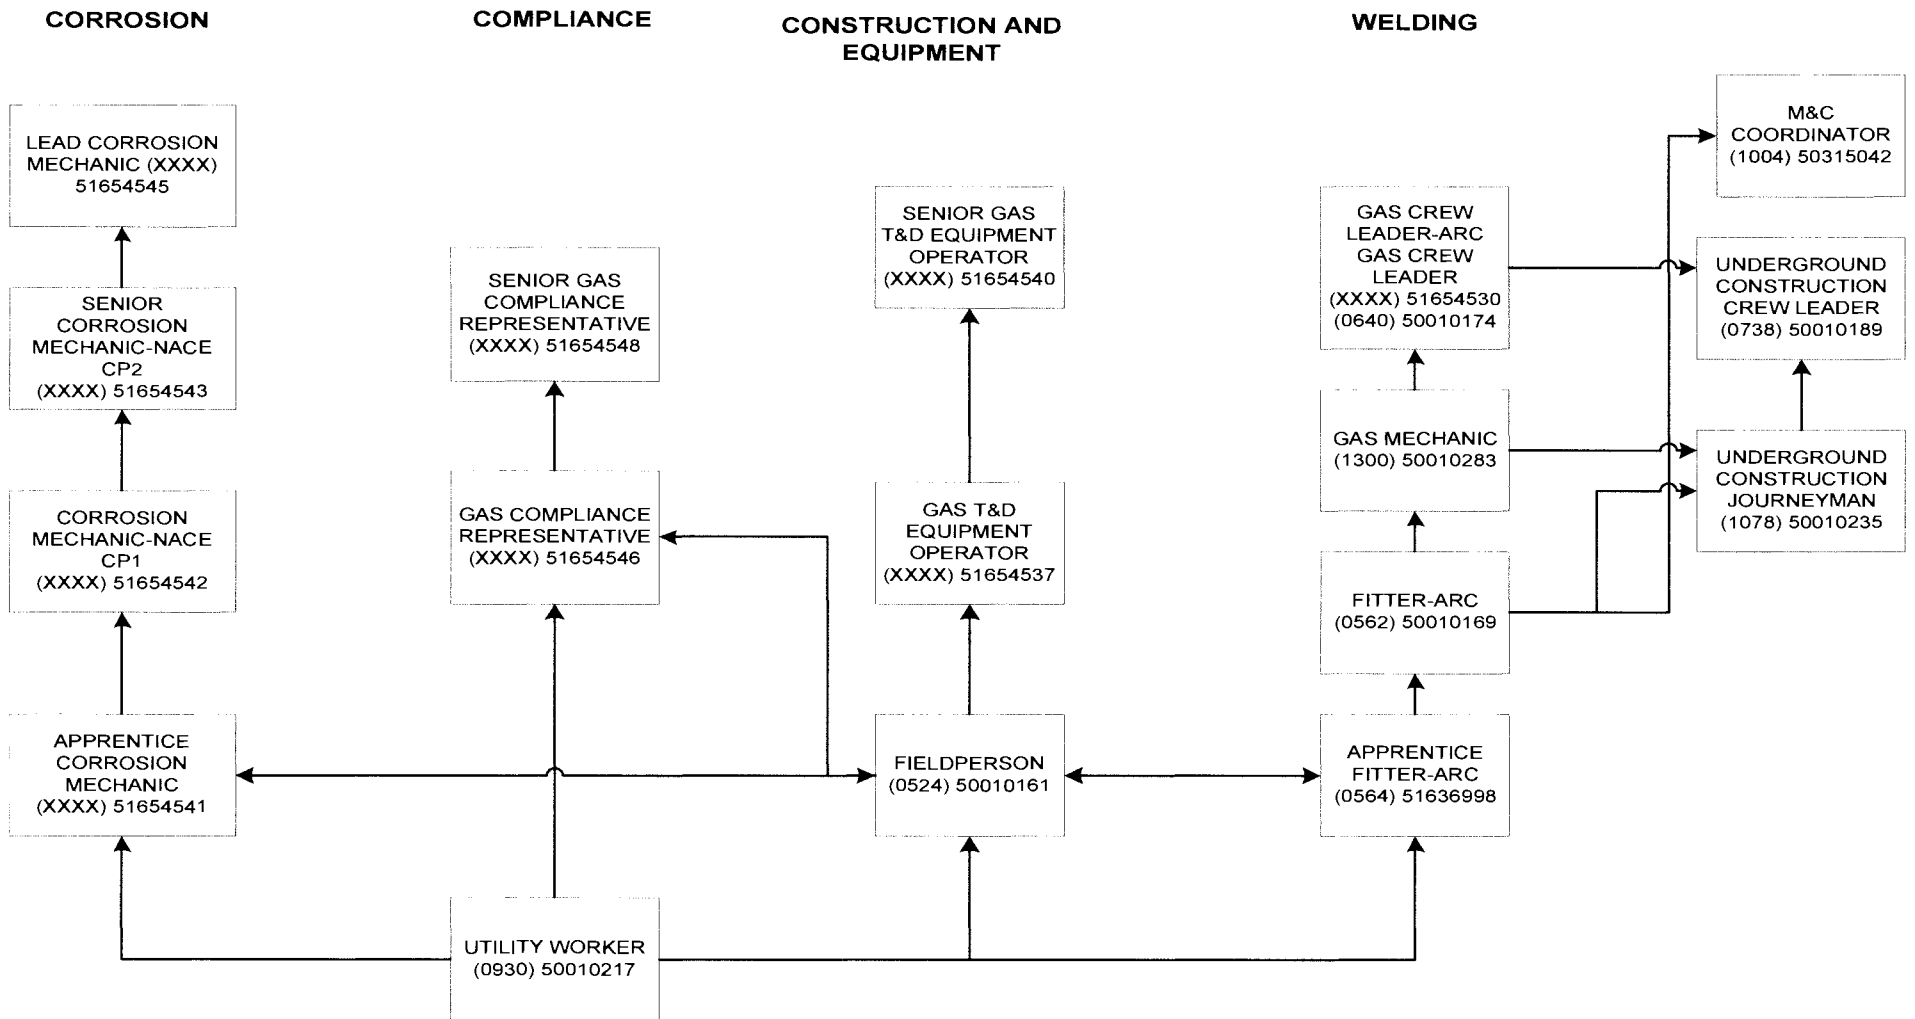 CORROSION
COMPLIANCE
CONSTRUCTION AND
EQUIPMENT
WELDING
LEAD CORROSION
MECHANIC (XXXX)
51654545
SENIOR
CORROSION
MECHANIC-NACE
CP2
(XXXX) 51654543
CORROSION
MECHANIC-NACE
CP1
(XXXX) 51654542
APPRENTICE
CORROSION
MECHANIC
(XXXX) 51654541
SENIOR GAS
COMPLIANCE
REPRESENTATIVE
(XXXX) 51654548
GAS COMPLIANCE
REPRESENTATIVE
(XXXX) 51654546
UTILITY WORKER
(0930) 50010217
SENIOR GAS
T&D EQUIPMENT
OPERATOR
(XXXX) 51654540
GAS T&D
EQUIPMENT
OPERATOR
(XXXX) 51654537
FIELDPERSON
(0524) 50010161
GAS CREW
LEADER-ARC
GAS CREW
LEADER
(XXXX) 51654530
(0640) 50010174
GAS MECHANIC
(1300) 50010283
FITTER-ARC
(0562) 50010169
APPRENTICE
FITTER-ARC
(0564) 51636998
M&C
COORDINATOR
(1004) 50315042
UNDERGROUND
CONSTRUCTION
CREW LEADER
(0738) 50010189
UNDERGROUND
CONSTRUCTION
JOURNEYMAN
(1078) 50010235